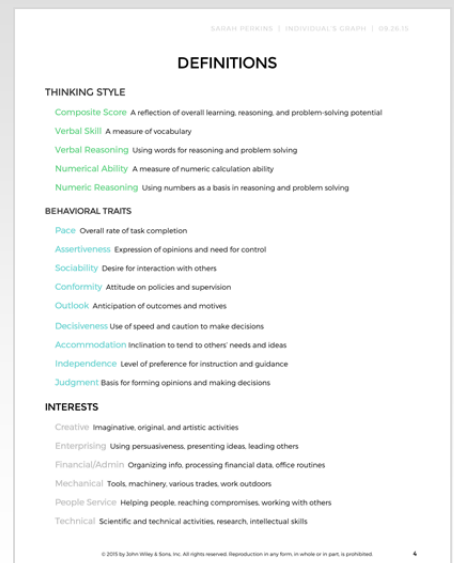 SARAH PERKINS | INDIVIDUAL'S GRAPH | 09.25.15
DEFINITIONS
THINKING STYLE
Composite Score A reflection of overall learning, reasoning, and problem-solving potential
Verbal Skill A measure of vocabulary
Verbal Reasoning Using words for reasoning and problem solving
Numerical Ability A measure of numeric calculation ability
Numeric Reasoning Using numbers as a basis in reasoning and problem solving
BEHAVIORAL TRAITS
Pace Overall rate of task completion
Assertiveness Expression of opinions and need for control
Sociability Desire for interaction with others
Conformity Attitude on policies and supervision
Outlook Anticipation of outcomes and motives
Decisiveness Use of speed and caution to make decisions
Accommodation Inclination to tend to others' needs and ideas
Independence Level of preference for instruction and guidance
Judgment Basis for forming opinions and making decisions
INTERESTS
Creative Imaginative, original, and artistic activities
Enterprising Using persuasiveness, presenting ideas, leading others
Financial/Admin Organizing info, processing financial data, office routines
Mechanical Tools, machinery, various trades, work outdoors
People Service Helping people, reaching compromises, working with others
Technical Scientific and technical activities, research, intellectual skills
© 2015 by John Wiley & Sons, Inc. All rights reserved. Reproduction in any form, in whole or in part, is prohibited. 4